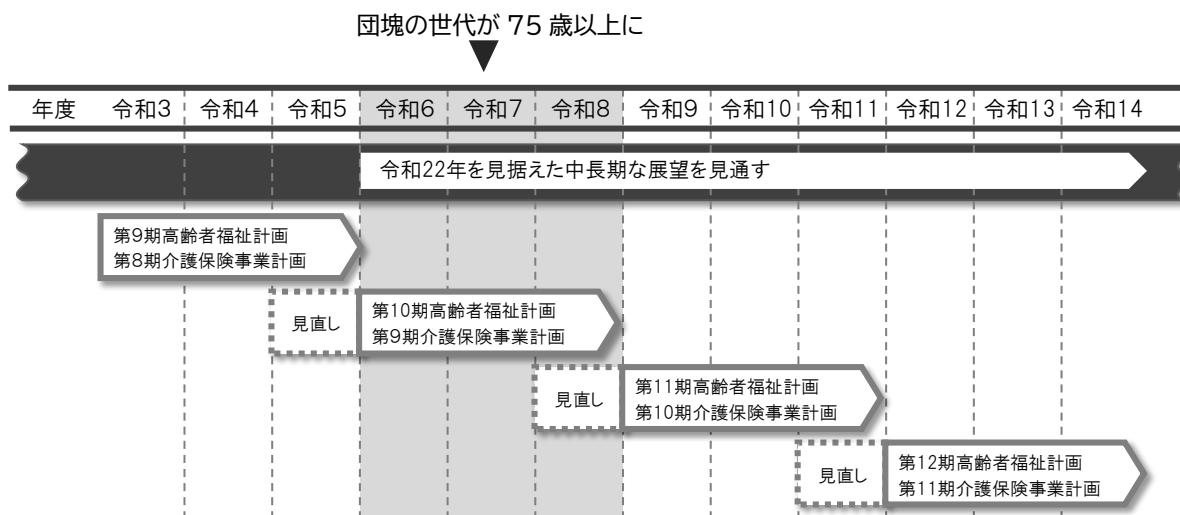 団塊の世代が 75 歳以上に
年度 令和3 令和4 令和5 令和6 令和7 令和8 令和9 令和10 令和11 令和12 令和13 令和14
令和22年を見据えた中長期な展望を見通す
第9期高齢者福祉計画
第8期介護保険事業計画
見直し
第10期高齢者福祉計画
第9期介護保険事業計画
見直し
第11期高齢者福祉計画
第10期介護保険事業計画
見直し
第12期高齢者福祉計画
第11期介護保険事業計画